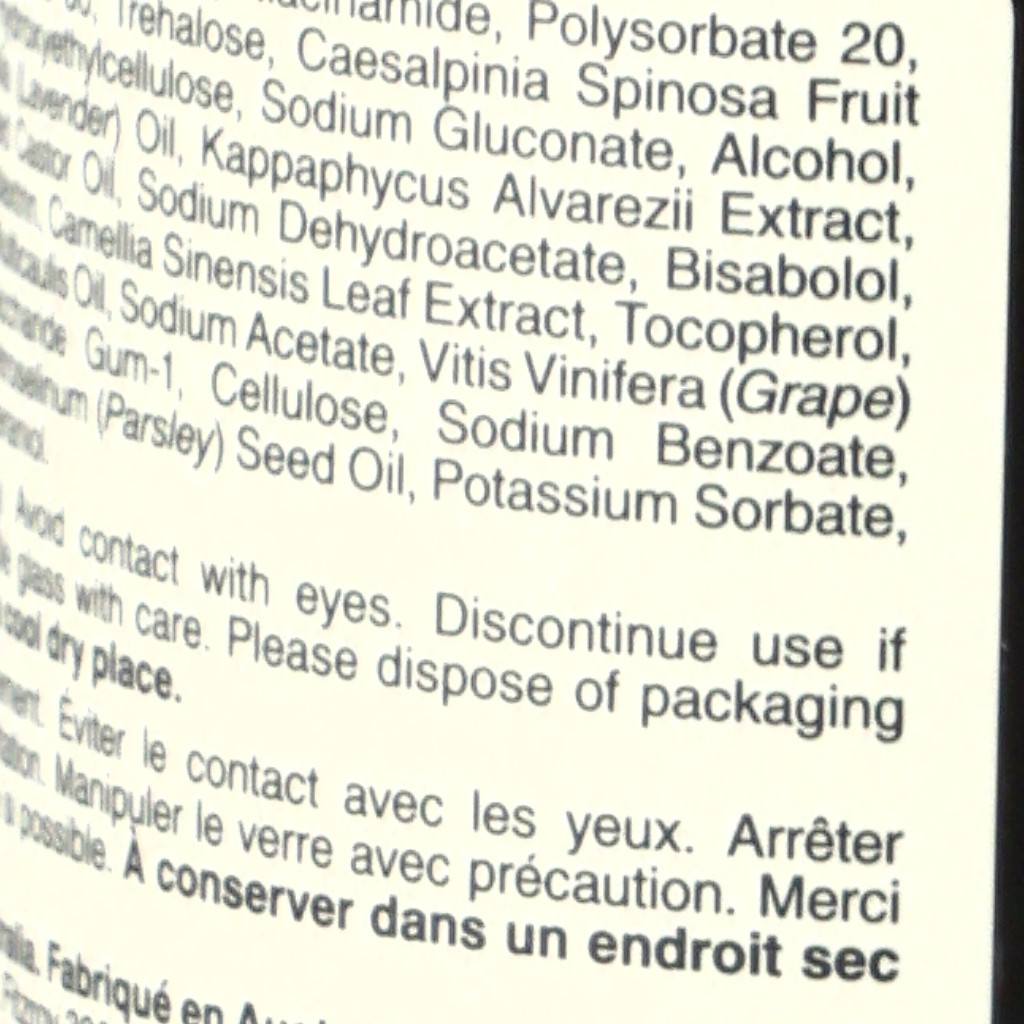 Polysorbate 20,
Trehalose, Caesalpinia Spinosa Fruit
Sodium Gluconate, Alcohol,
Lavender) Oil, Kappaphycus Alvarezii Extract,
Castor Oil, Sodium Dehydroacetate, Bisabolol,
Camellia Sinensis Leaf Extract, Tocopherol,
Oil, Sodium Acetate, Vitis Vinifera (Grape)
Gum-1, Cellulose, Sodium Benzoate,
(Parsley) Seed Oil, Potassium Sorbate,
Avoid contact with eyes. Discontinue use if
glass with care. Please dispose of packaging
cool dry place.
Éviter le contact avec les yeux. Arrêter
Manipuler le verre avec précaution. Merci
possible. À conserver dans un endroit sec
Fabriqué en